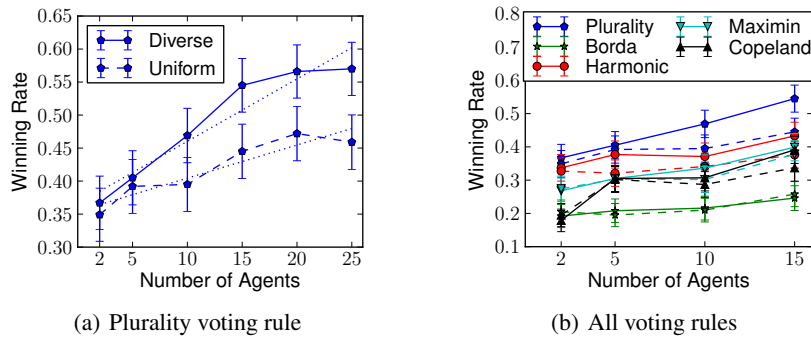 0.65
0.60
0.55
0.50
0.45
0.40
0.35
0.30
Winning Rate
Diverse
Uniform
2 5 10 15 20 25
Number of Agents
(a) Plurality voting rule
0.8
0.7
0.6
0.5
0.4
0.3
0.2
0.1
Winning Rate
Plurality
Borda
Harmonic
Maximin
Copeland
2 5 10 15
Number of Agents
(b) All voting rules